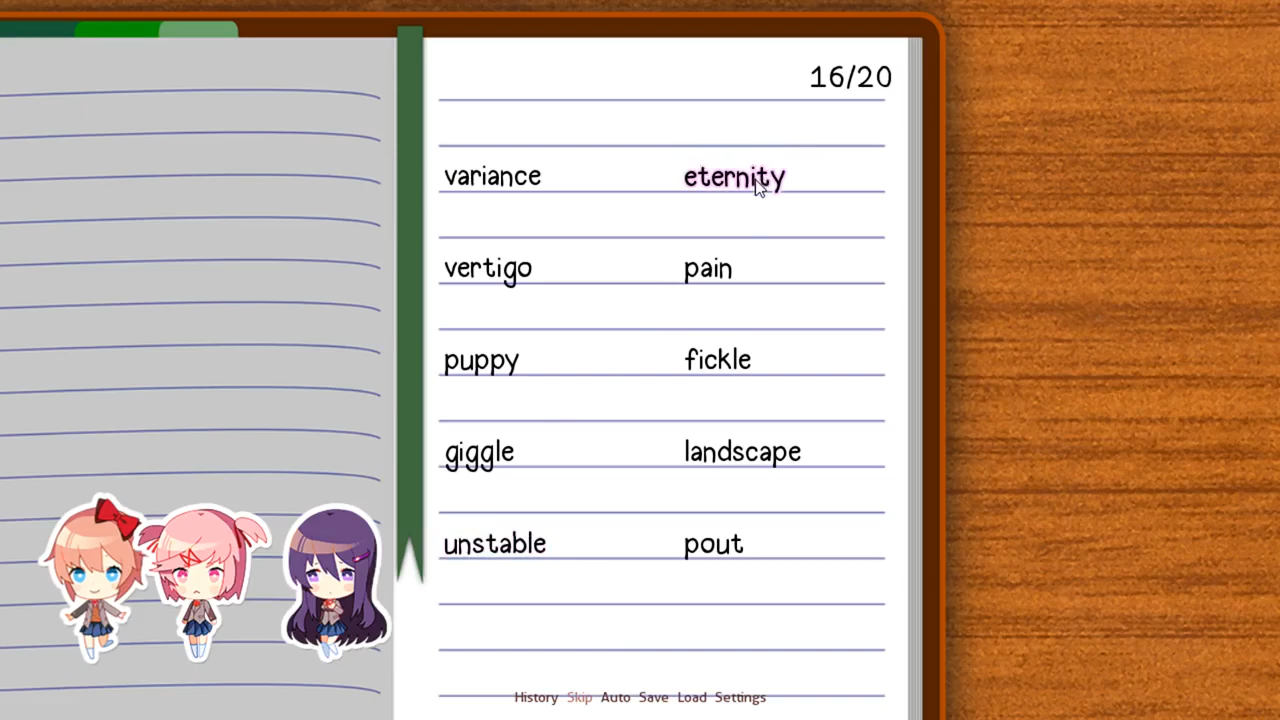 16/20
variance eternity
vertigo pain
puppy fickle
giggle landscape
unstable pout
History Skip Auto Save Load Settings